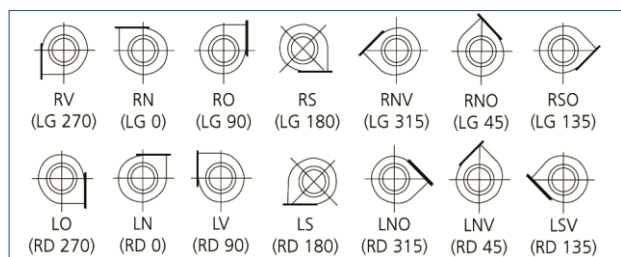 RV RN RO RS RNV RNO RSO
(LG 270) (LG 0) (LG 90) (LG 180) (LG 315) (LG 45) (LG 135)
LO LN LV LS LNO LNV LSV
(RD 270) (RD 0) (RD 90) (RD 180) (RD 315) (RD 45) (RD 135)